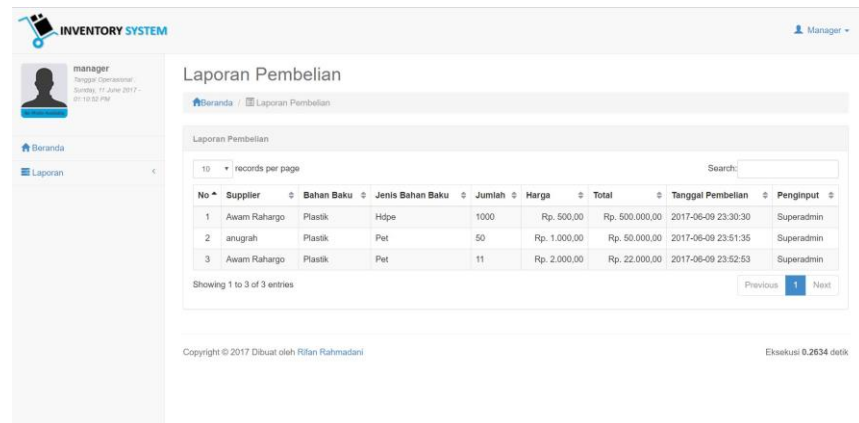 INVENTORY SYSTEM
Manager
manager
Tanggal Operasional :
Sunday, 11 June 2017 -
01:10:52 PM
Beranda
Laporan
Laporan Pembelian
Beranda / Laporan Pembelian
Laporan Pembelian
10 records per page Search:
No Supplier Bahan Baku Jenis Bahan Baku Jumlah Harga Total Tanggal Pembelian Penginput
1 Awam Rahargo Plastik Hdpe 1000 Rp. 500,00 Rp. 500.000,00 2017-06-09 23:30:30 Superadmin
2 anugrah Plastik Pet 50 Rp. 1.000,00 Rp. 50.000,00 2017-06-09 23:51:35 Superadmin
3 Awam Rahargo Plastik Pet 11 Rp. 2.000,00 Rp. 22.000,00 2017-06-09 23:52:53 Superadmin
Showing 1 to 3 of 3 entries Previous 1 Next
Copyright © 2017 Dibuat oleh Rifan Rahmadani Eksekusi 0.2634 detik